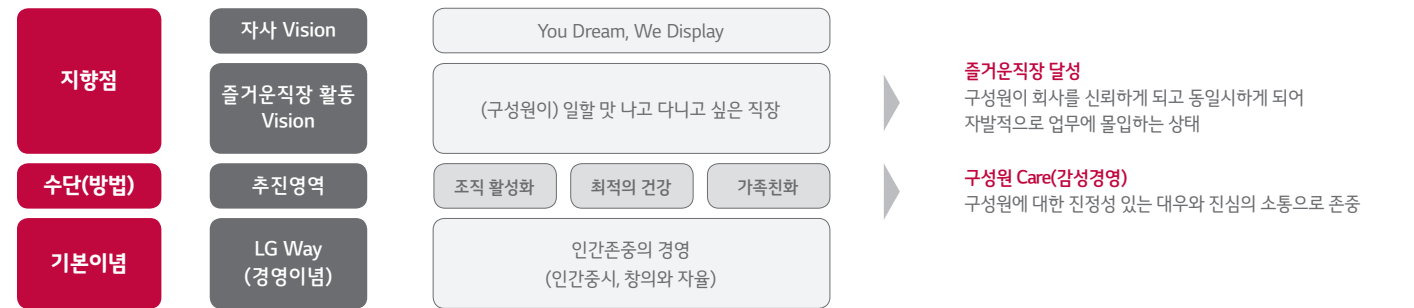 지향점
자사 Vision
You Dream, We Display
즐거운직장 활동
Vision
(구성원이) 일할 맛 나고 다니고 싶은 직장
즐거운직장 달성
구성원이 회사를 신뢰하게 되고 동일시하게 되어
자발적으로 업무에 몰입하는 상태
수단(방법)
추진영역
조직 활성화
최적의 건강
가족친화
구성원 Care(감성경영)
구성원에 대한 진정성 있는 대우와 진심의 소통으로 존중
기본이념
LG Way
(경영이념)
인간존중의 경영
(인간중시, 창의와 자율)